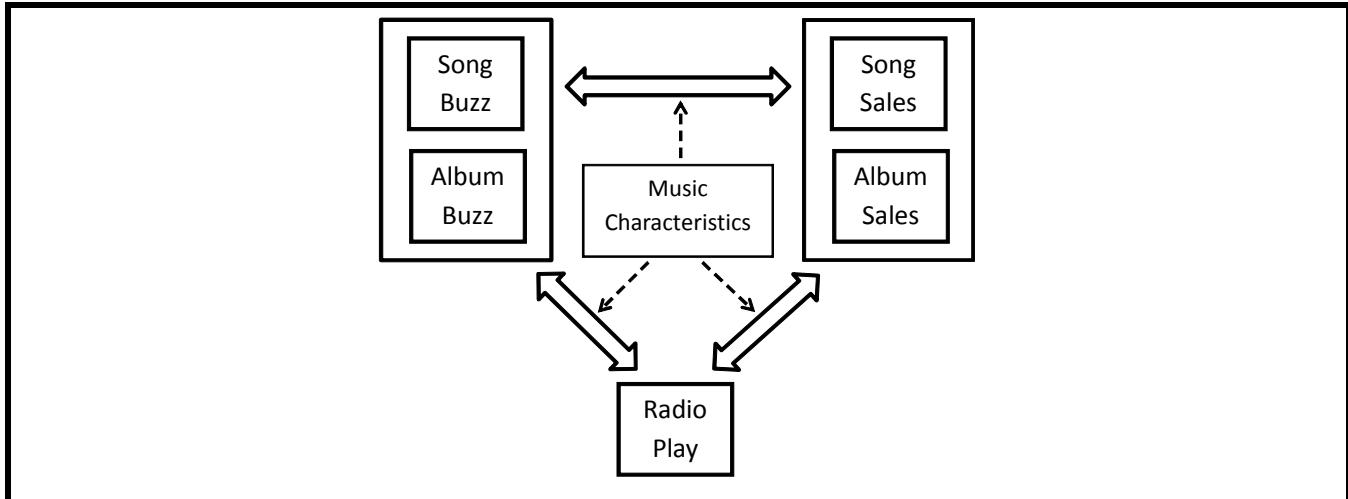 Song
Buzz
Album
Buzz
Music
Characteristics
Song
Sales
Album
Sales
Radio
Play